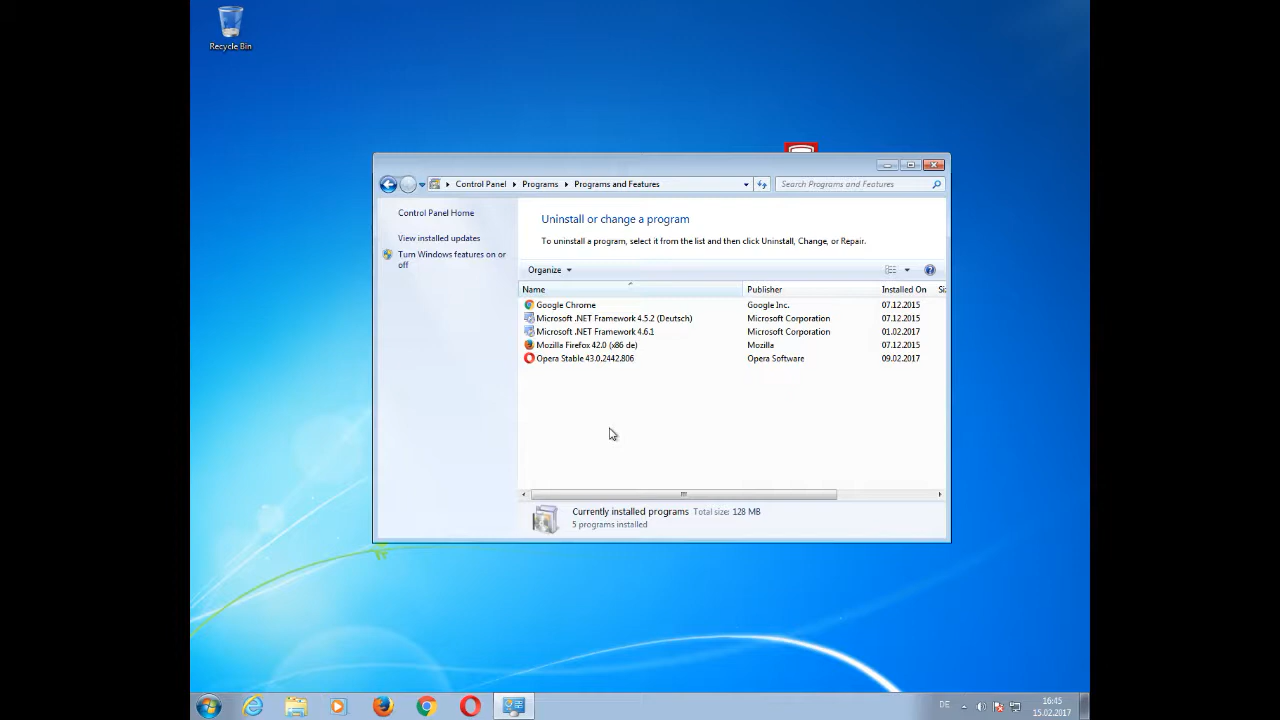 Recycle Bin
Control Panel Programs Programs and Features
Search Programs and Features
Control Panel Home
View installed updates
Turn Windows features on or
off
Uninstall or change a program
To uninstall a program, select it from the list and then click Uninstall, Change, or Repair.
Organize
Name Publisher Installed On Si
Google Chrome Google Inc. 07.12.2015
Microsoft .NET Framework 4.5.2 (Deutsch) Microsoft Corporation 07.12.2015
Microsoft .NET Framework 4.6.1 Microsoft Corporation 01.02.2017
Mozilla Firefox 42.0 (x86 de) Mozilla 07.12.2015
Opera Stable 43.0.2442.806 Opera Software 09.02.2017
Currently installed programs Total size: 128 MB
5 programs installed
DE
16:45
15.02.2017